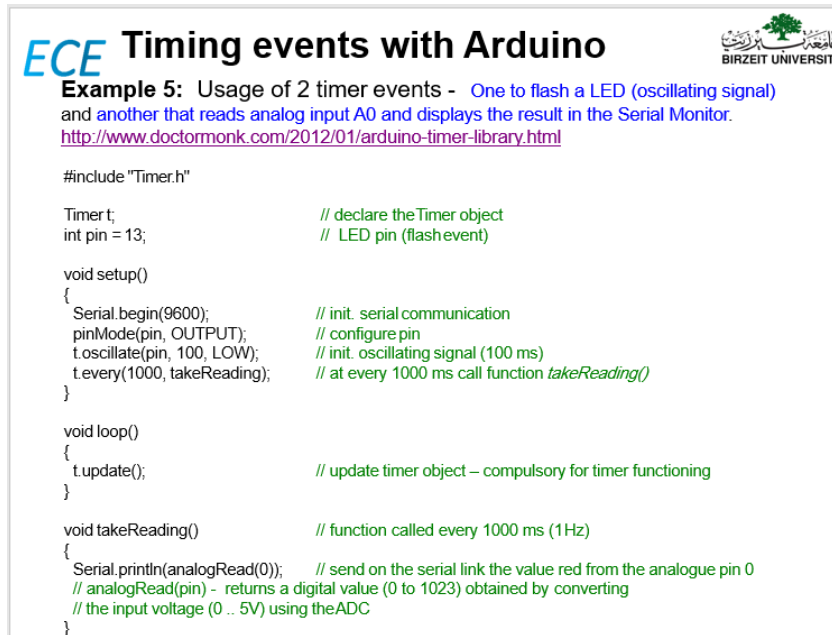 ECE Timing events with Arduino
جامعة بيرزيت
BIRZEIT UNIVERSIT
Example 5: Usage of 2 timer events - One to flash a LED (oscillating signal)
and another that reads analog input A0 and displays the result in the Serial Monitor.
http://www.doctormonk.com/2012/01/arduino-timer-library.html
#include "Timer.h"
Timer t; // declare the Timer object
int pin = 13; // LED pin (flash event)
void setup()
{
Serial.begin(9600); // init. serial communication
pinMode(pin, OUTPUT); // configure pin
t.oscillate(pin, 100, LOW); // init. oscillating signal (100 ms)
t.every(1000, takeReading); // at every 1000 ms call function takeReading()
}
void loop()
{
t.update(); // update timer object – compulsory for timer functioning
}
void takeReading() // function called every 1000 ms (1Hz)
{
Serial.println(analogRead(0)); // send on the serial link the value red from the analogue pin 0
// analogRead(pin) - returns a digital value (0 to 1023) obtained by converting
// the input voltage (0 .. 5V) using the ADC
}